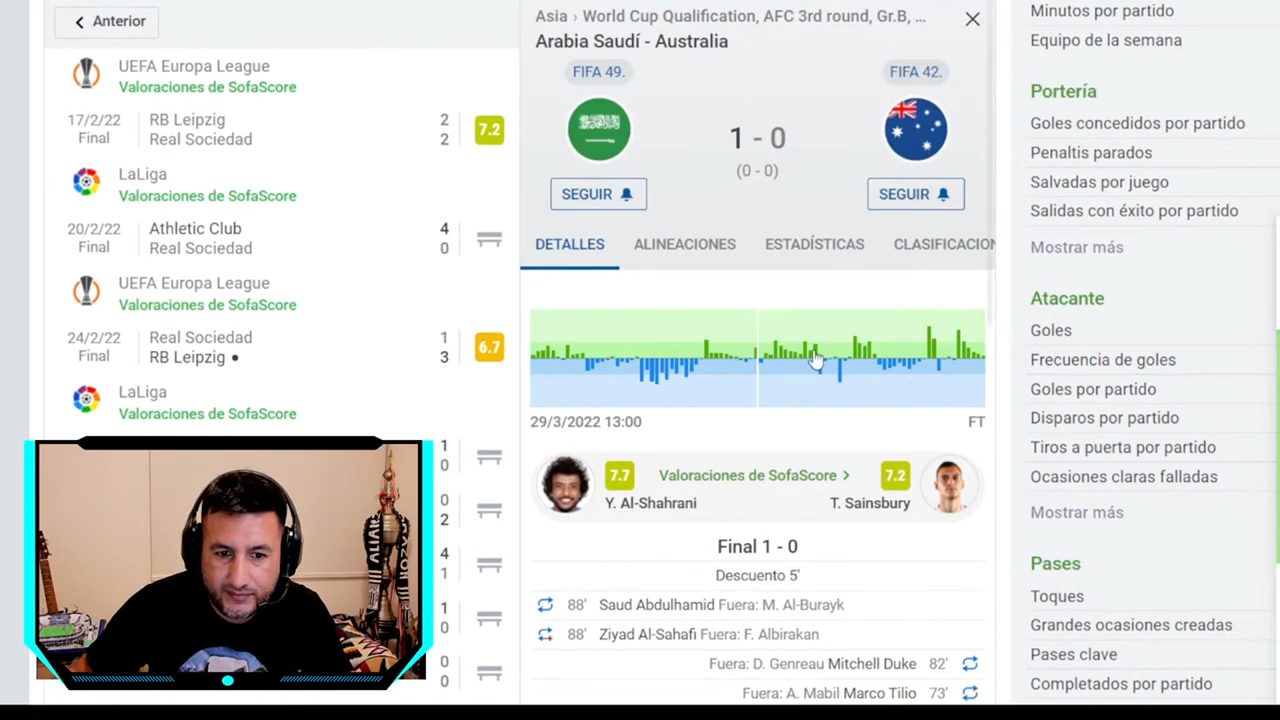 Anterior
UEFA Europa League
Valoraciones de SofaScore
17/2/22 RB Leipzig 2
Final Real Sociedad 2
7.2
LaLiga
Valoraciones de SofaScore
20/2/22 Athletic Club 4
Final Real Sociedad 0
UEFA Europa League
Valoraciones de SofaScore
24/2/22 Real Sociedad 1
Final RB Leipzig 3
6.7
LaLiga
Valoraciones de SofaScore
1
0
0
2
4
1
1
0
0
0
Asia › World Cup Qualification, AFC 3rd round, Gr.B, ...
Arabia Saudí - Australia
FIFA 49.
FIFA 42.
1 - 0
(0 - 0)
SEGUIR
SEGUIR
DETALLES ALINEACIONES ESTADÍSTICAS CLASIFICACION
29/3/2022 13:00 FT
7.7 Valoraciones de SofaScore › 7.2
Y. Al-Shahrani T. Sainsbury
Final 1 - 0
Descuento 5'
88' Saud Abdulhamid Fuera: M. Al-Burayk
88' Ziyad Al-Sahafi Fuera: F. Albirakan
Fuera: D. Genreau Mitchell Duke 82'
Fuera: A. Mabil Marco Tilio 73'
Minutos por partido
Equipo de la semana
Portería
Goles concedidos por partido
Penaltis parados
Salvadas por juego
Salidas con éxito por partido
Mostrar más
Atacante
Goles
Frecuencia de goles
Goles por partido
Disparos por partido
Tiros a puerta por partido
Ocasiones claras falladas
Mostrar más
Pases
Toques
Grandes ocasiones creadas
Pases clave
Completados por partido